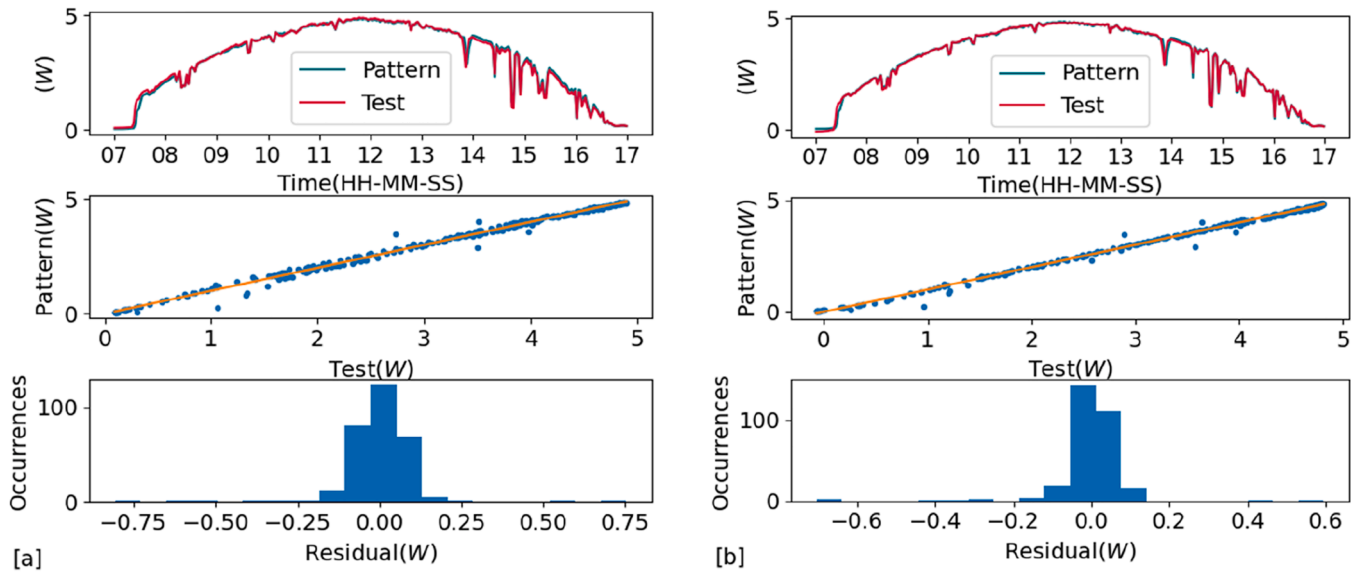 5
(W)
0
Pattern
Test
07 08 09 10 11 12 13 14 15 16 17
Time(HH-MM-SS)
5
Pattern(W)
0
0 1 2 3 4 5
Test(W)
Occurrences
100
0
−0.75 −0.50 −0.25 0.00 0.25 0.50 0.75
Residual(W)
[a]
5
(W)
0
Pattern
Test
07 08 09 10 11 12 13 14 15 16 17
Time(HH-MM-SS)
5
Pattern(W)
0
0 1 2 3 4 5
Test(W)
Occurrences
100
0
−0.6 −0.4 −0.2 0.0 0.2 0.4 0.6
Residual(W)
[b]